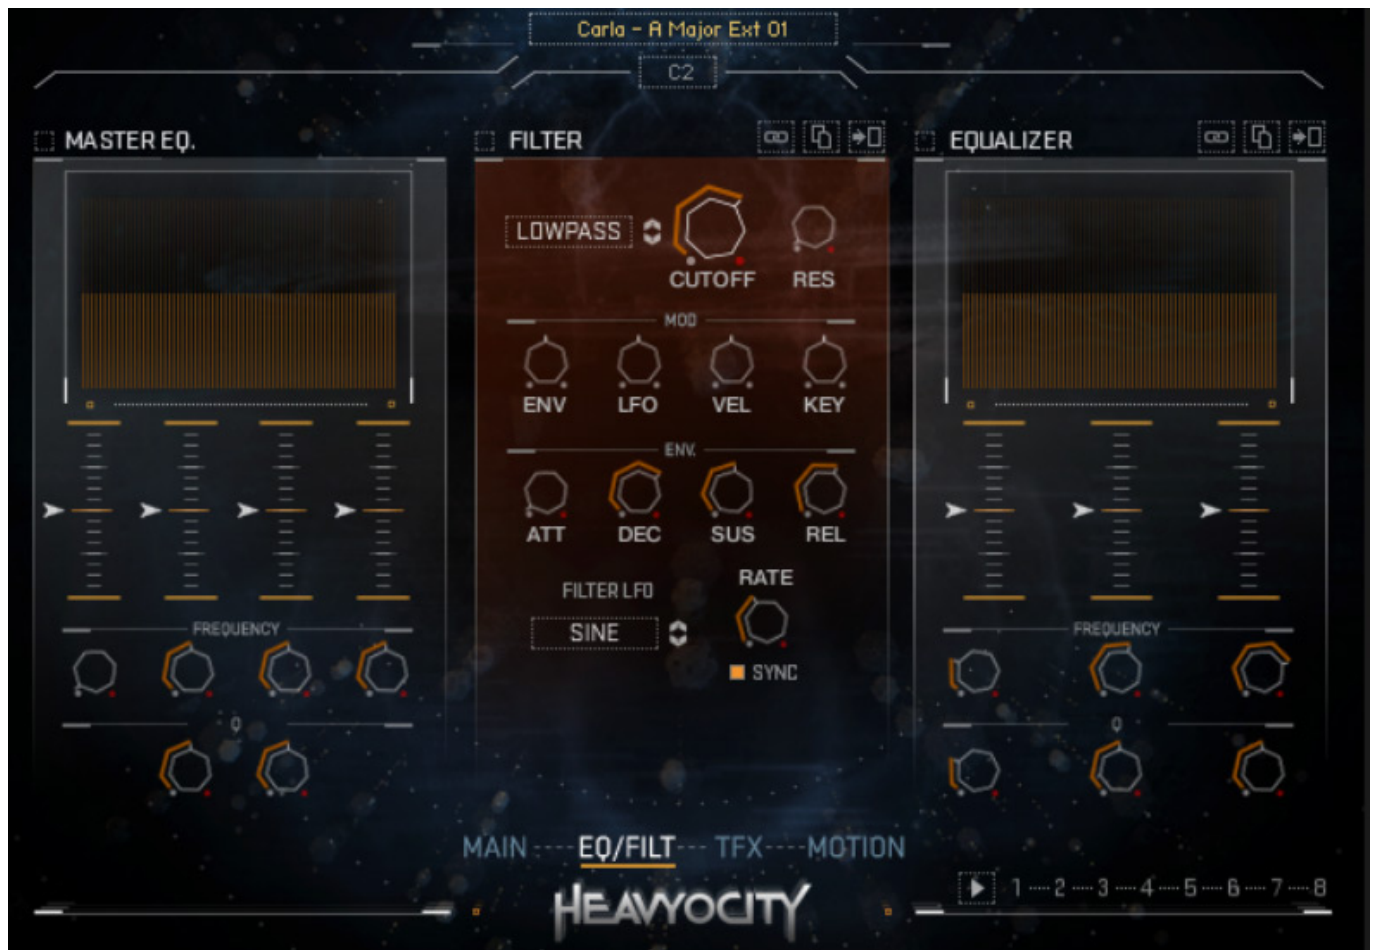 Carla - A Major Ext 01
C2
MASTER EQ.
FILTER
EQUALIZER
LOWPASS
CUTOFF
RES
MOD
ENV
LFO
VEL
KEY
ENV.
ATT
DEC
SUS
REL
FILTER LFO
RATE
SINE
SYNC
FREQUENCY
FREQUENCY
Q
Q
MAIN
EQ/FILT
TFX
MOTION
1 2 3 4 5 6 7 8
HEAVYOCITY